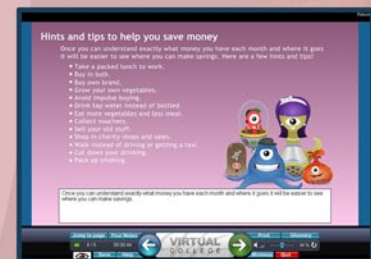 Hints and tips to help you save money
Once you can understand exactly what money you have each month and where it goes
it will be easier to see where you can make savings. Here are a few hints and tips!
• Take a packed lunch to work.
• Buy in bulk.
• Buy own brand.
• Grow your own vegetables.
• Avoid impulse buying.
• Drink tap water instead of bottled.
• Eat more vegetables and less meat.
• Collect vouchers.
• Sell your old stuff.
• Shop in charity shops and sales.
• Walk instead of driving or getting a taxi.
• Cut down your drinking.
• Pack up smoking.
Once you can understand exactly what money you have each month and where it goes it will be easier to see
where you can make savings.
Jump to page Your Notes Print Glossary
VIRTUAL
COLLEGE
Save Help Quit